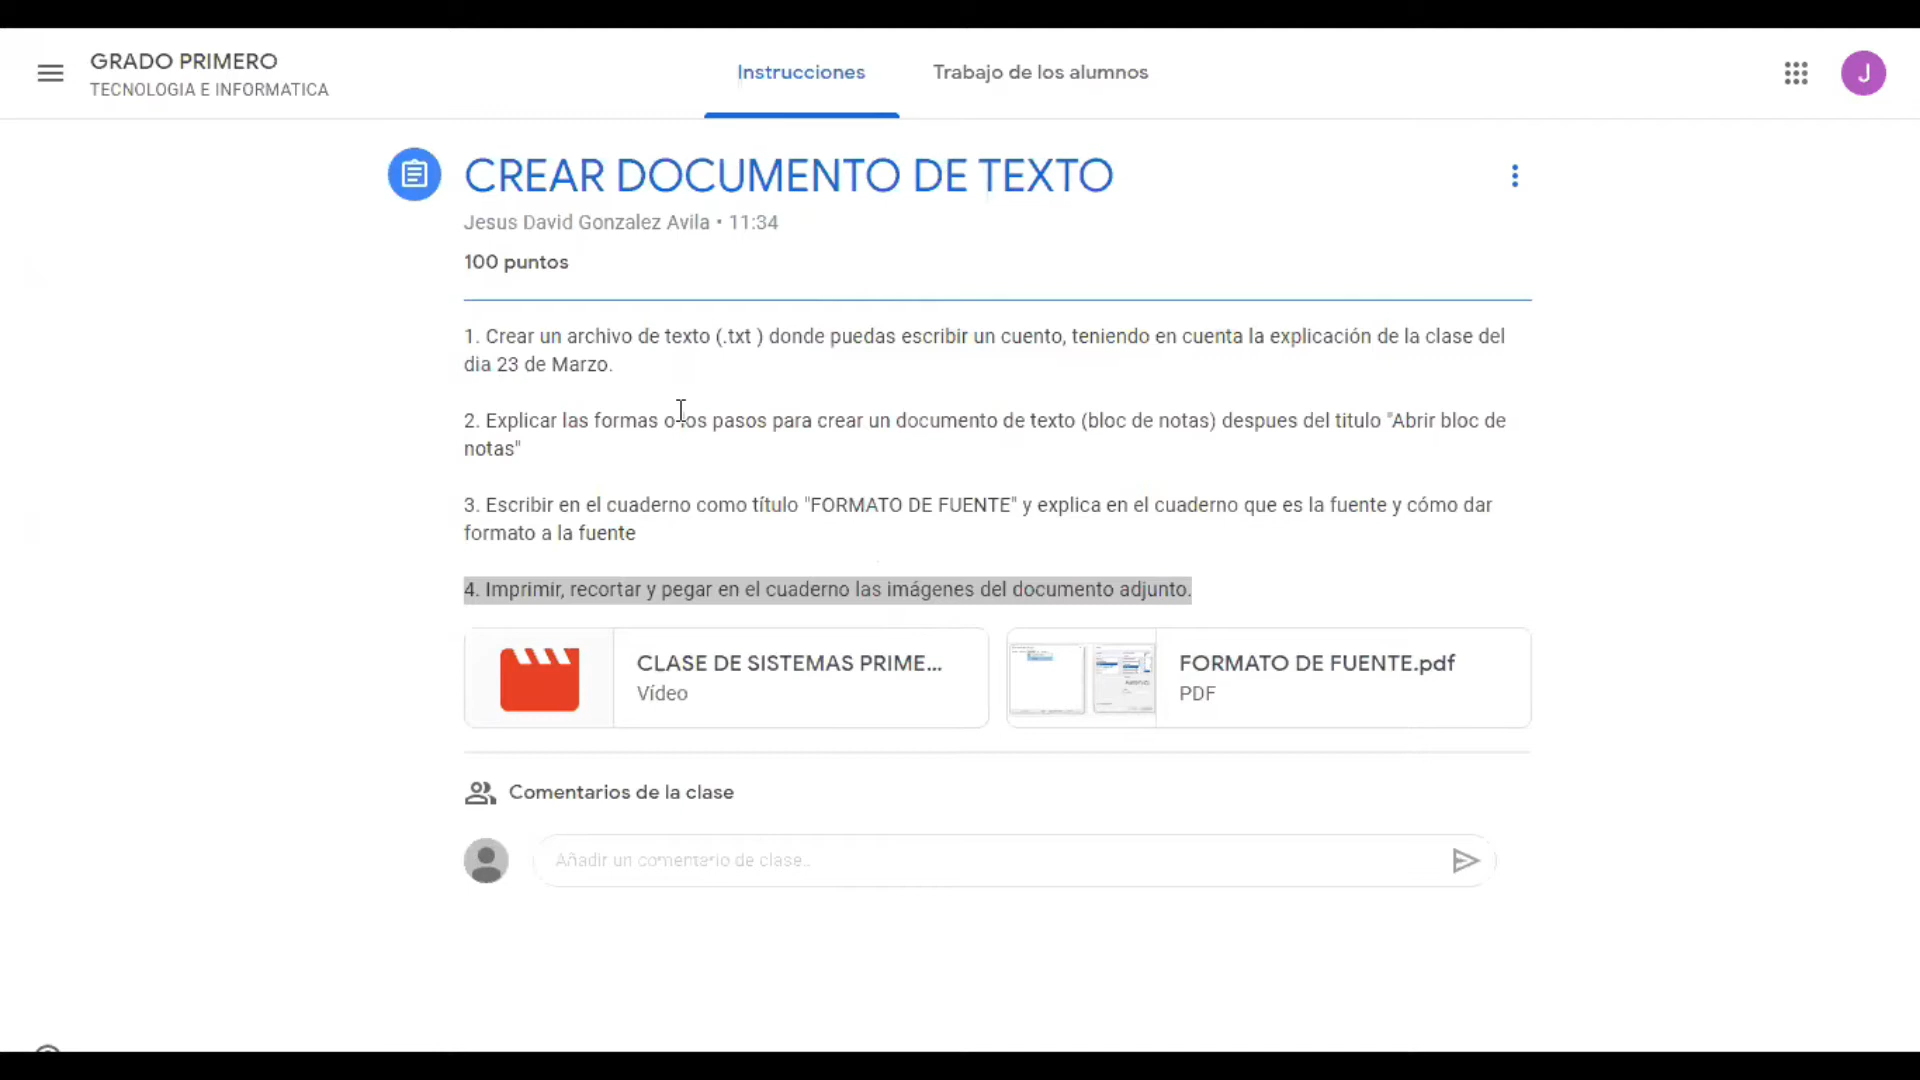 GRADO PRIMERO
TECNOLOGIA E INFORMATICA
Instrucciones
Trabajo de los alumnos
J
CREAR DOCUMENTO DE TEXTO
Jesus David Gonzalez Avila • 11:34
100 puntos
1. Crear un archivo de texto (.txt ) donde puedas escribir un cuento, teniendo en cuenta la explicación de la clase del
dia 23 de Marzo.
2. Explicar las formas o los pasos para crear un documento de texto (bloc de notas) despues del titulo "Abrir bloc de
notas"
3. Escribir en el cuaderno como título "FORMATO DE FUENTE" y explica en el cuaderno que es la fuente y cómo dar
formato a la fuente
4. Imprimir, recortar y pegar en el cuaderno las imágenes del documento adjunto.
CLASE DE SISTEMAS PRIME...
Vídeo
FORMATO DE FUENTE.pdf
PDF
Comentarios de la clase
Añadir un comentario de clase...